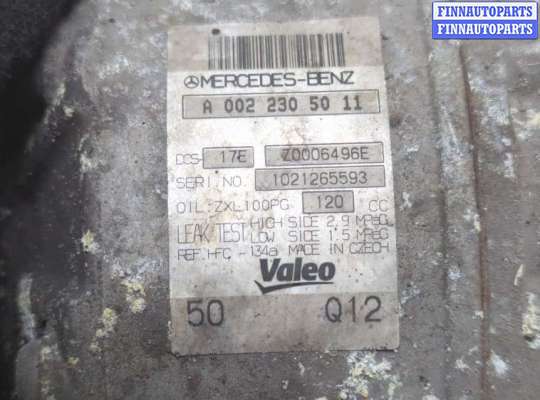 FINNAUTOPARTS
FINNAUTOPARTS
MERCEDES-BENZ
A 002 230 50 11
DCS- 17E Z0006496E
SERI.NO. 1021265593
OIL:ZXL100PG 120 CC
LEAK TEST HIGH SIDE 2.9 MPaG
LOW SIDE 1.5 MPaG
REF.HFC -134a MADE IN CZECH
Valeo
50 Q12